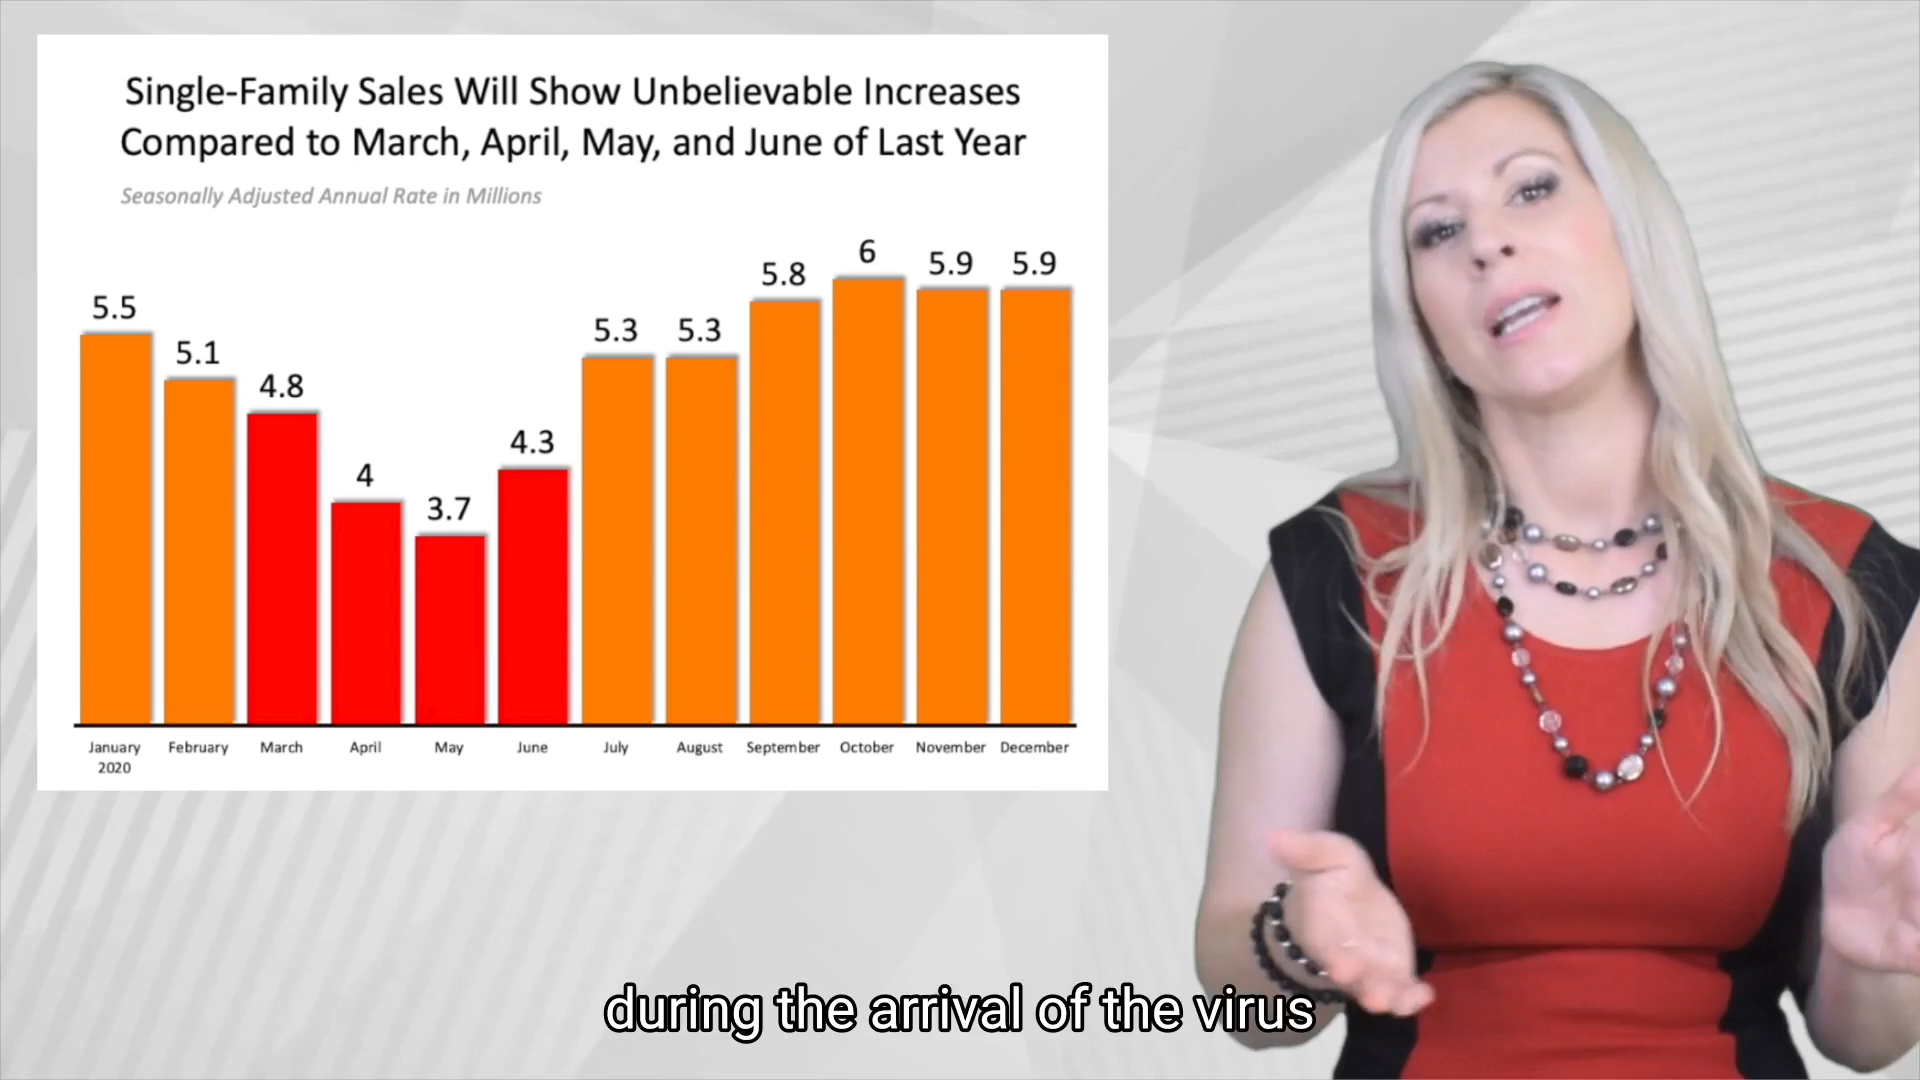 Single-Family Sales Will Show Unbelievable Increases
Compared to March, April, May, and June of Last Year
Seasonally Adjusted Annual Rate in Millions
5.5
5.1
4.8
4
3.7
4.3
5.3
5.3
5.8
6
5.9
5.9
January
2020
February
March
April
May
June
July
August
September
October
November
December
during the arrival of the virus